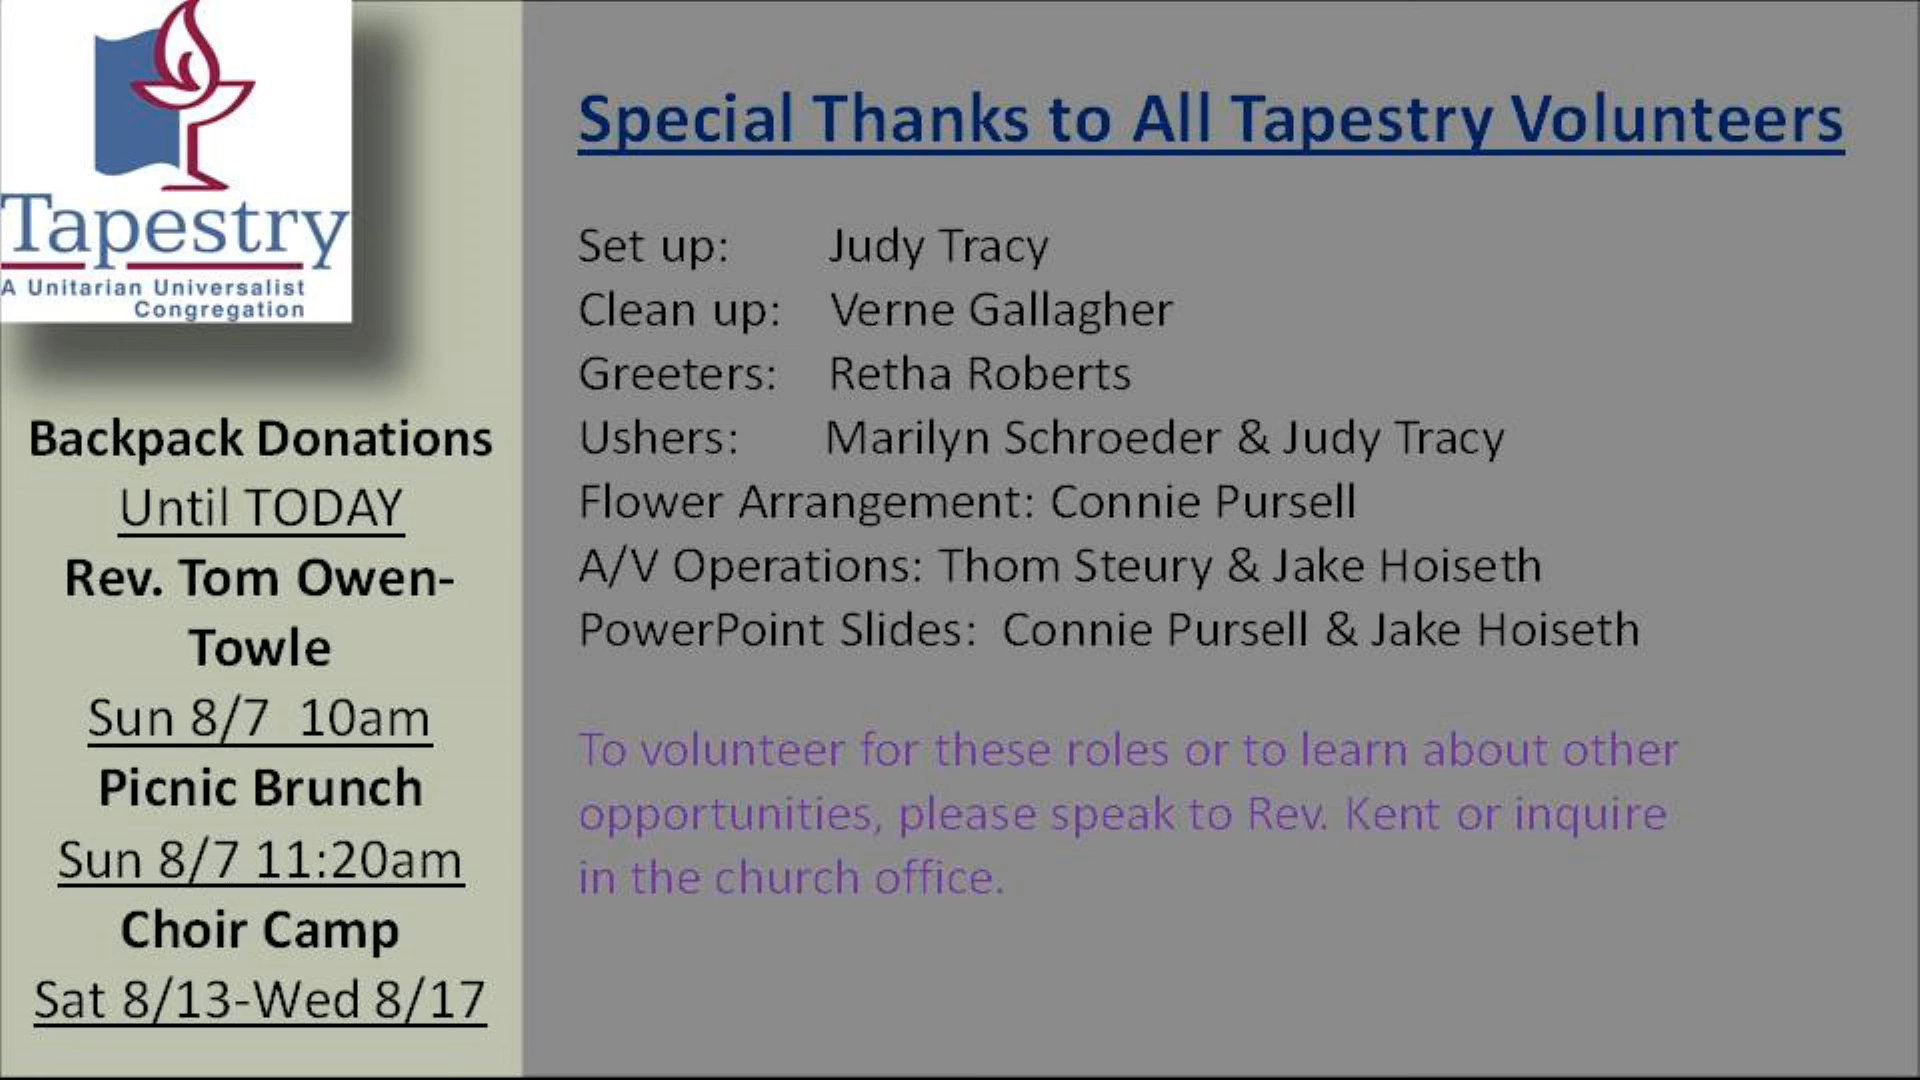 Tapestry
A Unitarian Universalist
Congregation
Backpack Donations
Until TODAY
Rev. Tom Owen-
Towle
Sun 8/7  10am
Picnic Brunch
Sun 8/7 11:20am
Choir Camp
Sat 8/13-Wed 8/17
Special Thanks to All Tapestry Volunteers
Set up: Judy Tracy
Clean up: Verne Gallagher
Greeters: Retha Roberts
Ushers: Marilyn Schroeder & Judy Tracy
Flower Arrangement: Connie Pursell
A/V Operations: Thom Steury & Jake Hoiseth
PowerPoint Slides: Connie Pursell & Jake Hoiseth
To volunteer for these roles or to learn about other
opportunities, please speak to Rev. Kent or inquire
in the church office.